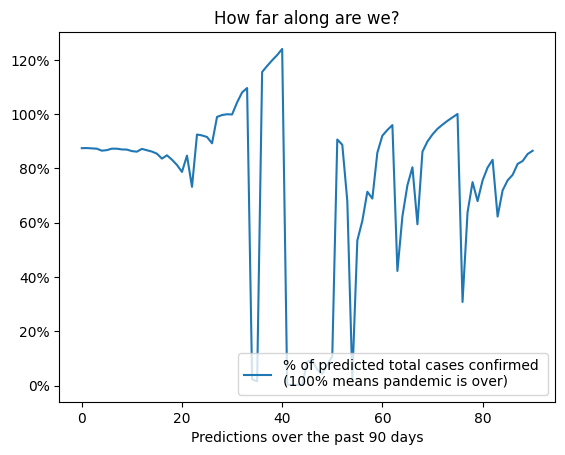 How far along are we?
120%
100%
80%
60%
40%
20%
0%
% of predicted total cases confirmed
(100% means pandemic is over)
0 20 40 60 80
Predictions over the past 90 days